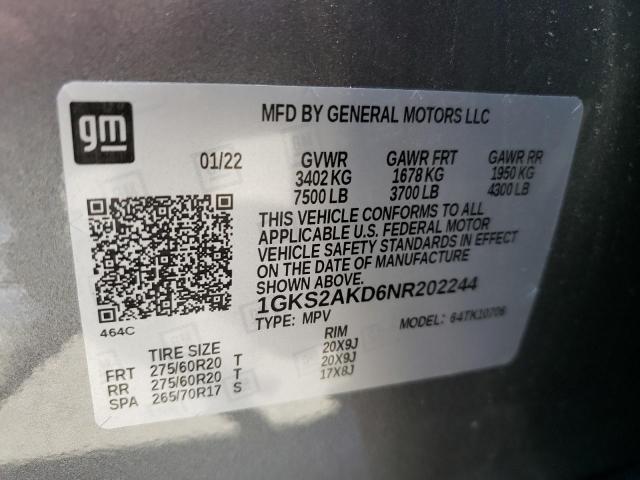 gm
MFD BY GENERAL MOTORS LLC
01/22 GVWR GAWR FRT GAWR RR
3402 KG 1678 KG 1950 KG
7500 LB 3700 LB 4300 LB
THIS VEHICLE CONFORMS TO ALL
APPLICABLE U.S. FEDERAL MOTOR
VEHICLE SAFETY STANDARDS IN EFFECT
ON THE DATE OF MANUFACTURE
SHOWN ABOVE.
1GKS2AKD6NR202244
TYPE: MPV MODEL: 64TK10706
464C
TIRE SIZE RIM
FRT 275/60R20 T 20X9J
RR 275/60R20 T 20X9J
SPA 265/70R17 S 17X8J